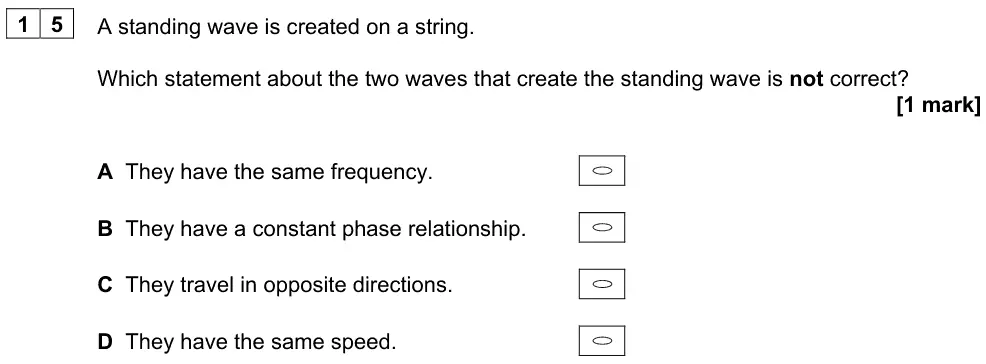 1 5 A standing wave is created on a string.
Which statement about the two waves that create the standing wave is not correct?
[1 mark]
A They have the same frequency.
B They have a constant phase relationship.
C They travel in opposite directions.
D They have the same speed.